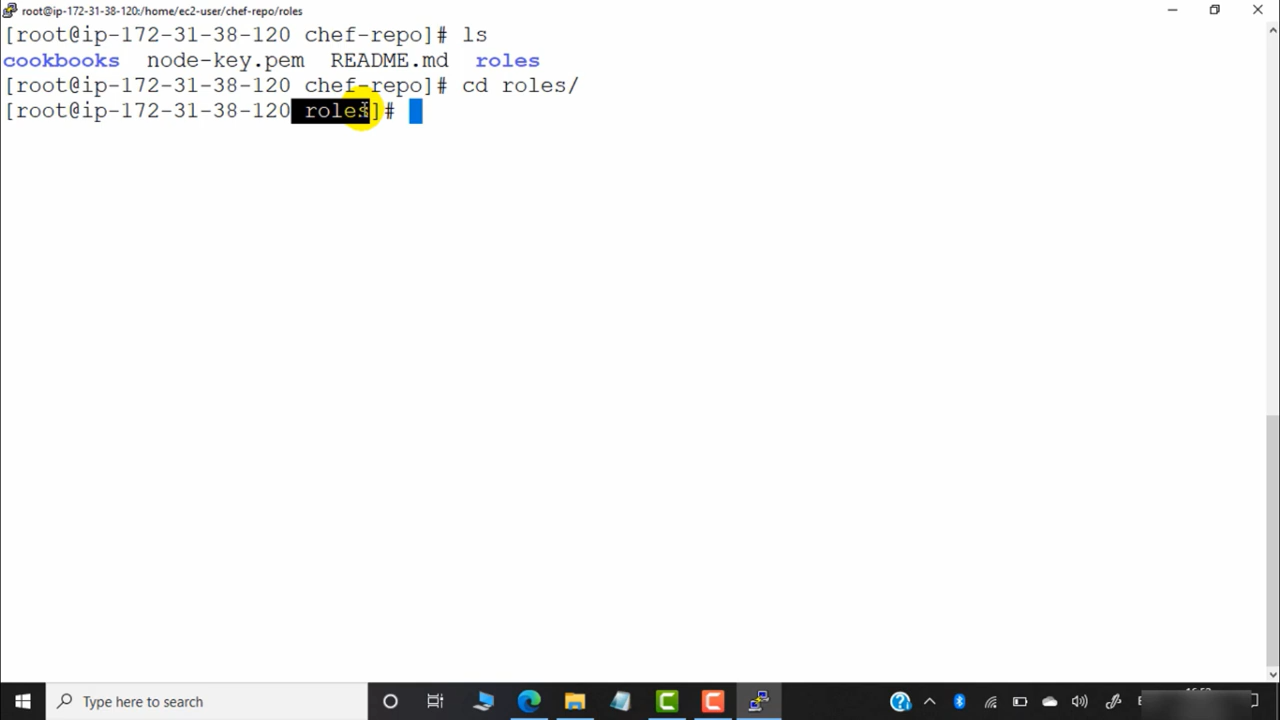 root@ip-172-31-38-120:/home/ec2-user/chef-repo/roles
[root@ip-172-31-38-120 chef-repo]# ls
cookbooks  node-key.pem  README.md  roles
[root@ip-172-31-38-120 chef-repo]# cd roles/
[root@ip-172-31-38-120 roles]#
Type here to search